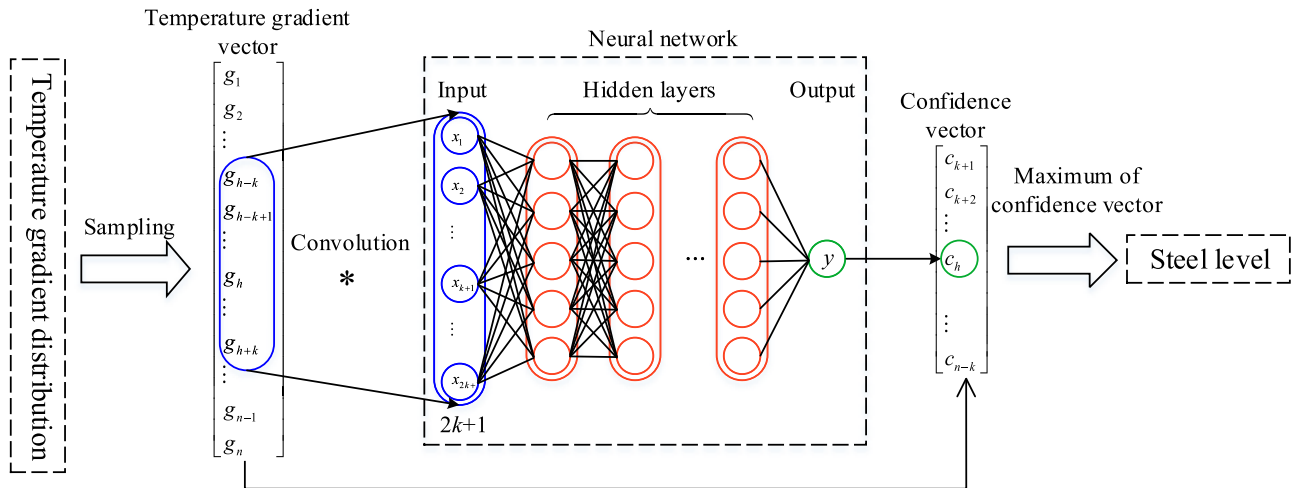 Temperature gradient distribution
Sampling
Temperature gradient
vector
g1
g2
⋮
gh−k
gh−k+1
⋮
gh
⋮
gh+k
⋮
gn−1
gn
Convolution
*
Neural network
Input
Hidden layers
Output
x1
x2
⋮
xk+1
⋮
x2k+
2k+1
...
y
Confidence
vector
ck+1
ck+2
⋮
ch
⋮
cn−k
Maximum of
confidence vector
Steel level